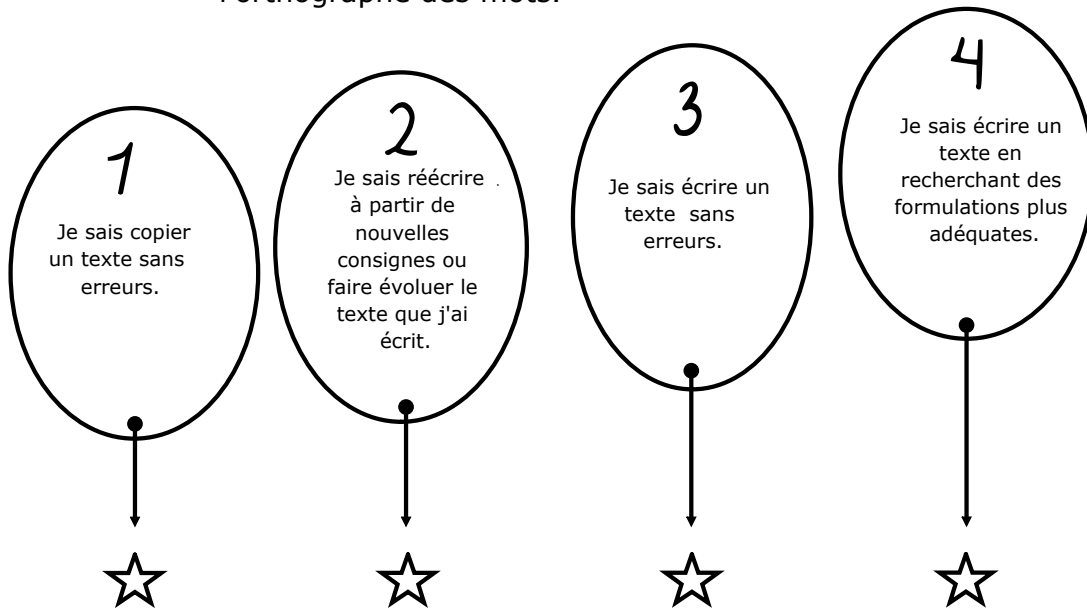 l'orthographe des mots.
1
Je sais copier
un texte sans
erreurs.
2
Je sais réécrire
à partir de
nouvelles
consignes ou
faire évoluer le
texte que j'ai
écrit.
3
Je sais écrire un
texte sans
erreurs.
4
Je sais écrire un
texte en
recherchant des
formulations plus
adéquates.